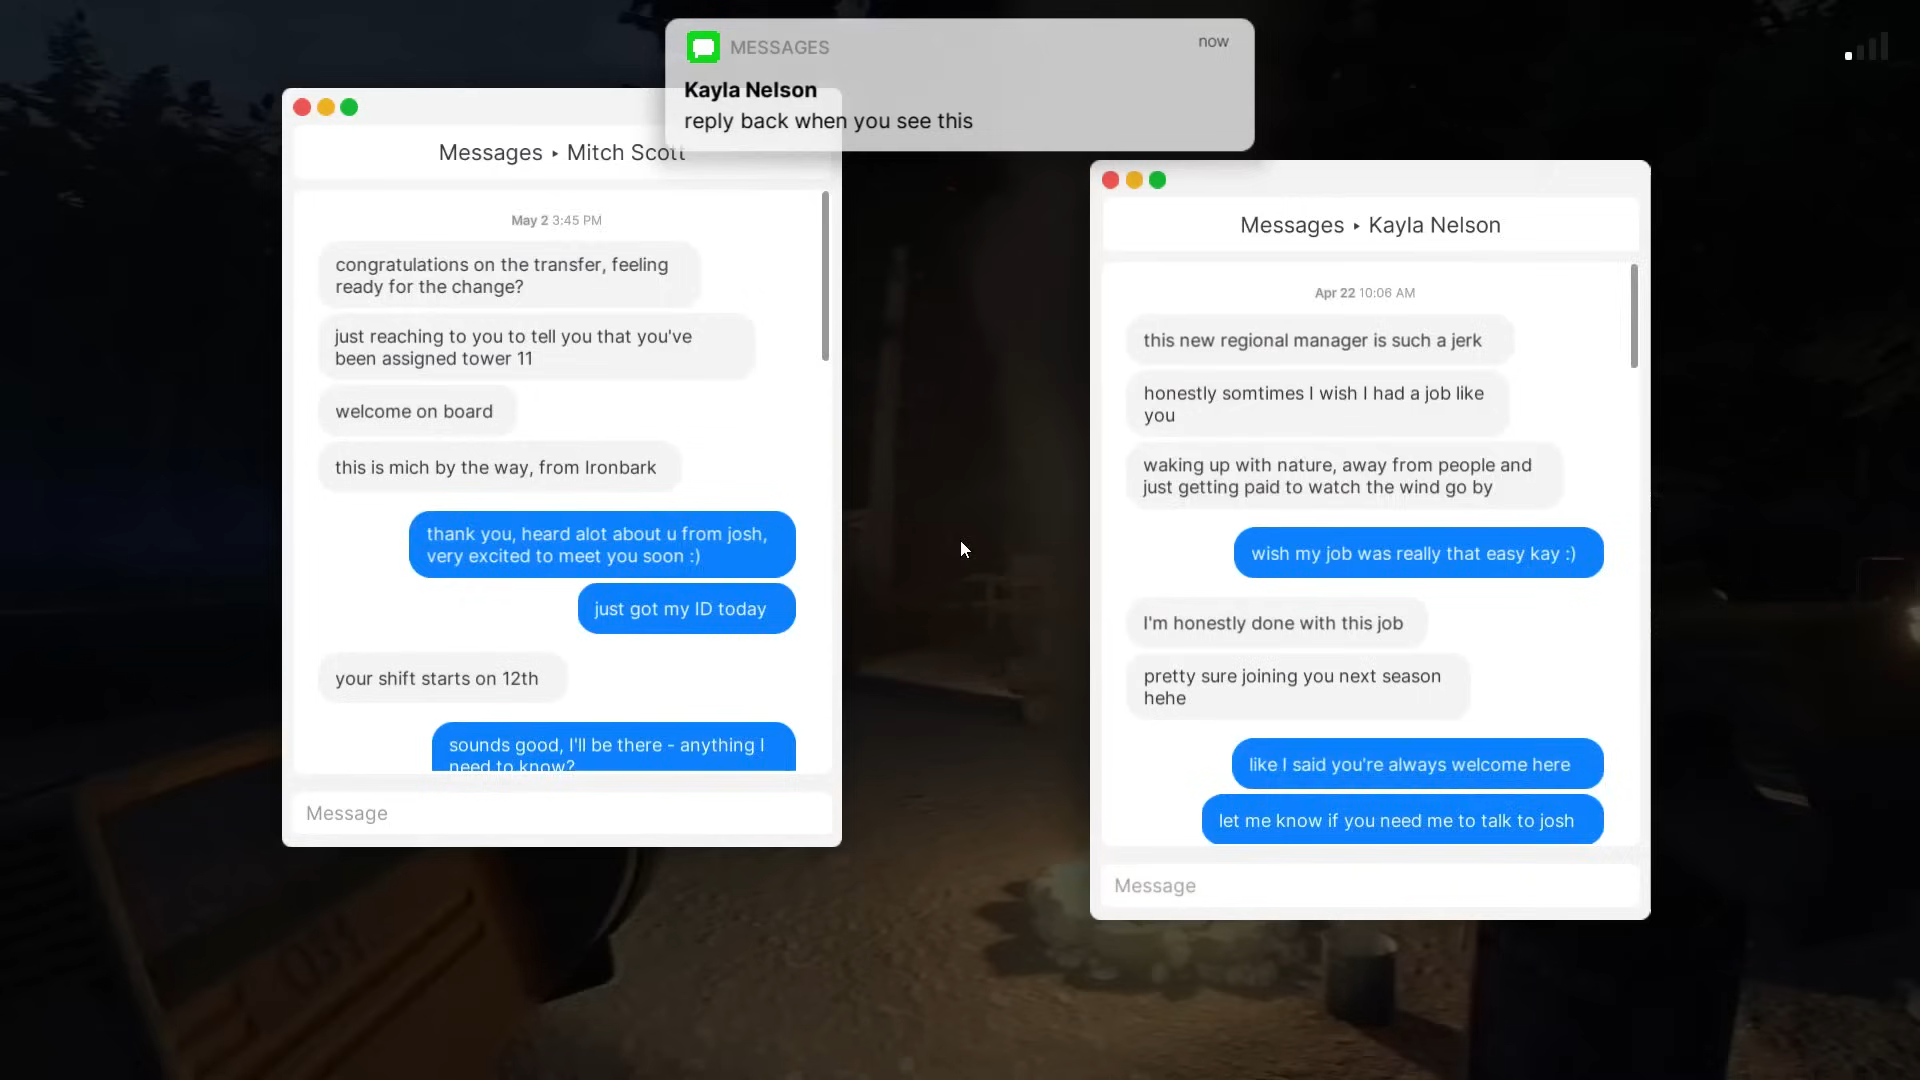 MESSAGES
now
Kayla Nelson
reply back when you see this
Messages ▸ Mitch Scott
May 2 3:45 PM
congratulations on the transfer, feeling
ready for the change?
just reaching to you to tell you that you've
been assigned tower 11
welcome on board
this is mich by the way, from Ironbark
thank you, heard alot about u from josh,
very excited to meet you soon :)
just got my ID today
your shift starts on 12th
sounds good, I'll be there - anything I
need to know?
Message
Messages ▸ Kayla Nelson
Apr 22 10:06 AM
this new regional manager is such a jerk
honestly somtimes I wish I had a job like
you
waking up with nature, away from people and
just getting paid to watch the wind go by
wish my job was really that easy kay :)
I'm honestly done with this job
pretty sure joining you next season
hehe
like I said you're always welcome here
let me know if you need me to talk to josh
Message